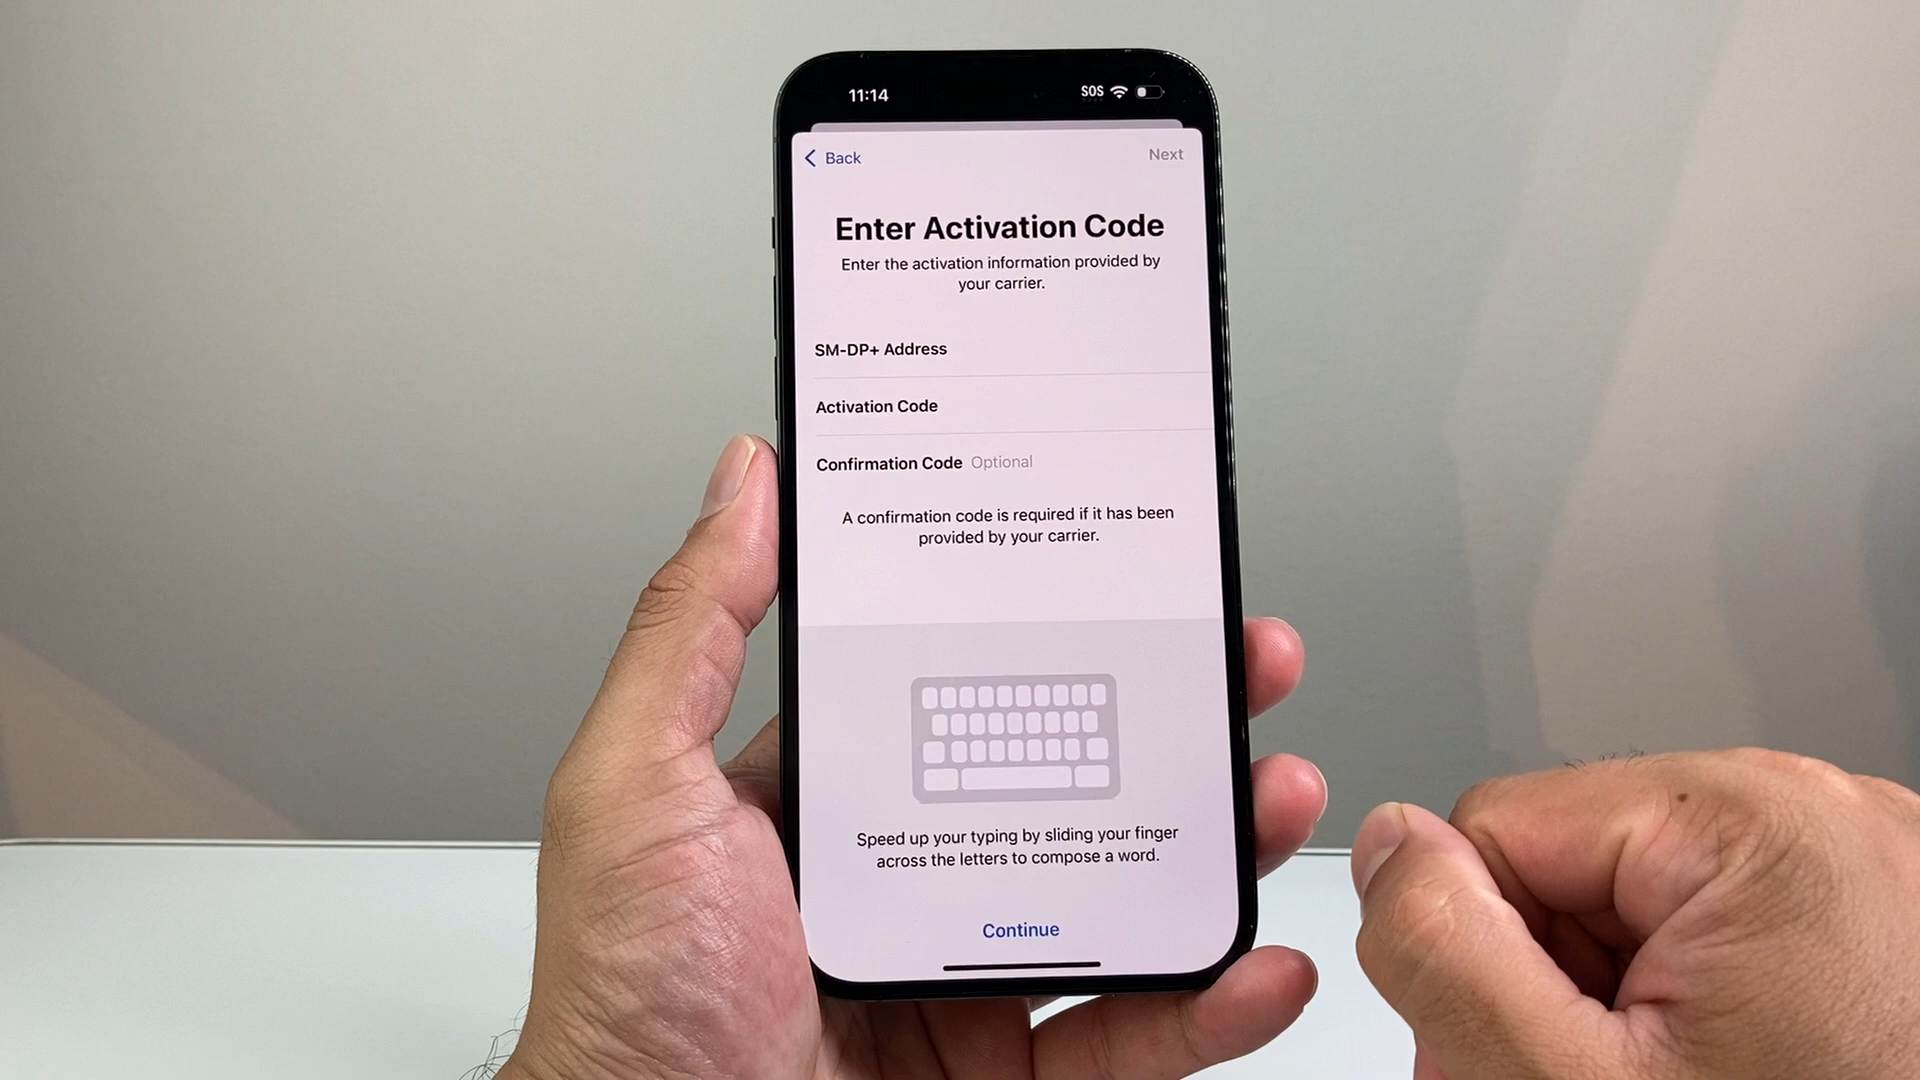 11:14
SOS
Back
Next
Enter Activation Code
Enter the activation information provided by
your carrier.
SM-DP+ Address
Activation Code
Confirmation Code Optional
A confirmation code is required if it has been
provided by your carrier.
Speed up your typing by sliding your finger
across the letters to compose a word.
Continue